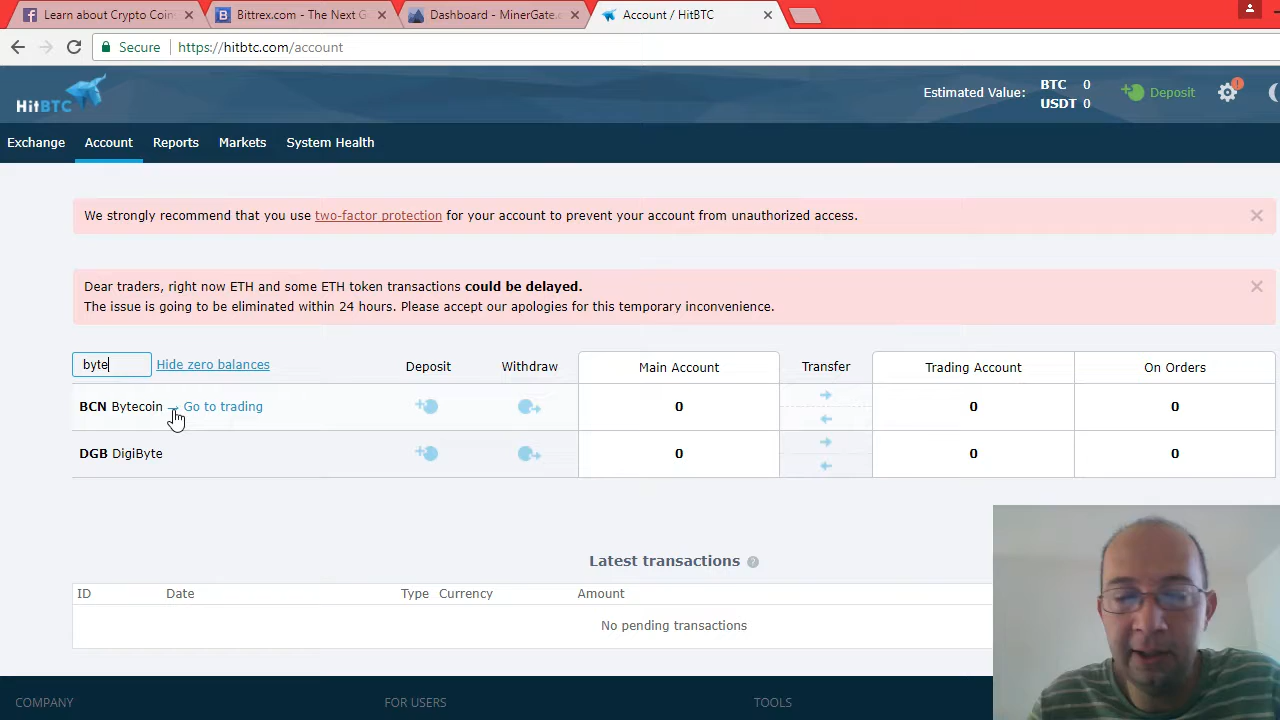 Learn about Crypto Coin
Bittrex.com - The Next G
Dashboard - MinerGate.
Account / HitBTC
Secure
https://hitbtc.com/account
HitBTC
Estimated Value:
BTC 0
USDT 0
Deposit
Exchange
Account
Reports
Markets
System Health
We strongly recommend that you use two-factor protection for your account to prevent your account from unauthorized access.
Dear traders, right now ETH and some ETH token transactions could be delayed.
The issue is going to be eliminated within 24 hours. Please accept our apologies for this temporary inconvenience.
byte
Hide zero balances
Deposit
Withdraw
Main Account
Transfer
Trading Account
On Orders
BCN Bytecoin → Go to trading
0
0
0
DGB DigiByte
0
0
0
Latest transactions ?
ID
Date
Type
Currency
Amount
No pending transactions
COMPANY
FOR USERS
TOOLS